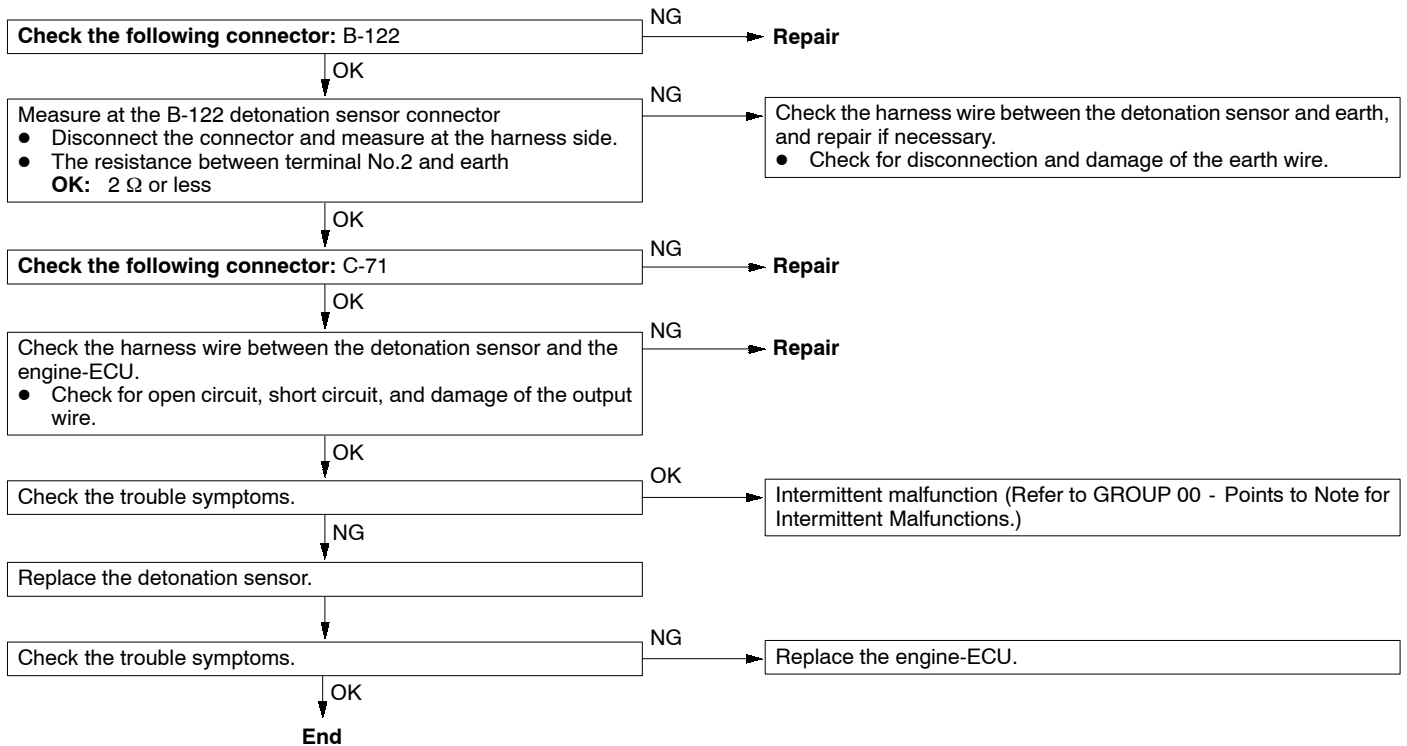 Check the following connector: B-122
NG
Repair
OK
Measure at the B-122 detonation sensor connector
● Disconnect the connector and measure at the harness side.
● The resistance between terminal No.2 and earth
OK: 2 Ω or less
NG
Check the harness wire between the detonation sensor and earth,
and repair if necessary.
● Check for disconnection and damage of the earth wire.
OK
Check the following connector: C-71
NG
Repair
OK
Check the harness wire between the detonation sensor and the
engine-ECU.
● Check for open circuit, short circuit, and damage of the output
wire.
NG
Repair
OK
Check the trouble symptoms.
OK
Intermittent malfunction (Refer to GROUP 00 - Points to Note for
Intermittent Malfunctions.)
NG
Replace the detonation sensor.
Check the trouble symptoms.
NG
Replace the engine-ECU.
OK
End